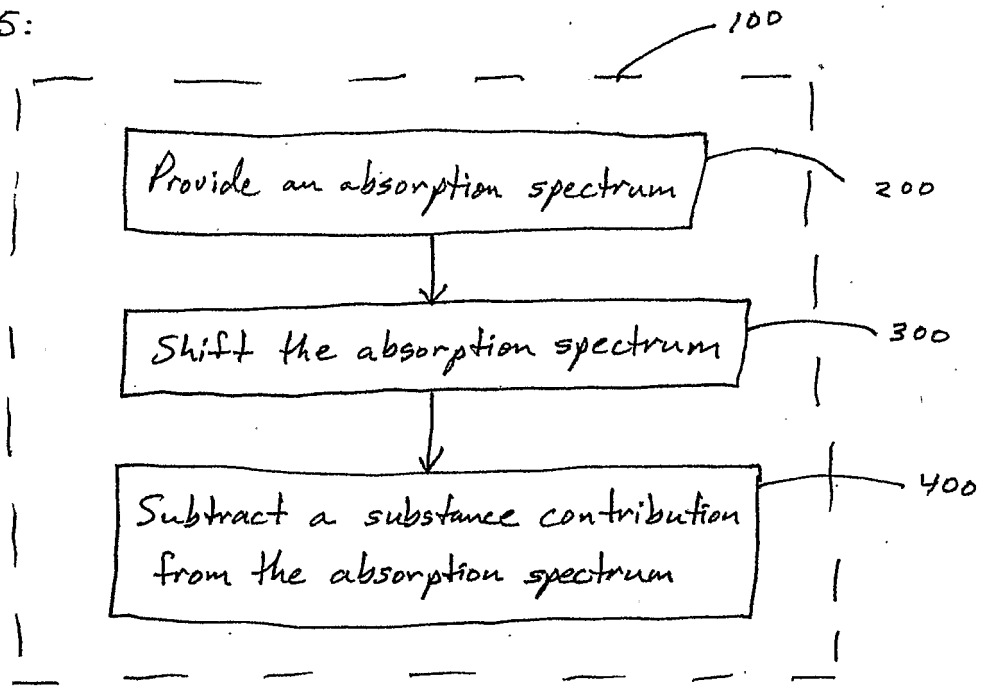 5:
100
Provide an absorption spectrum
200
Shift the absorption spectrum
300
Subtract a substance contribution
from the absorption spectrum
400